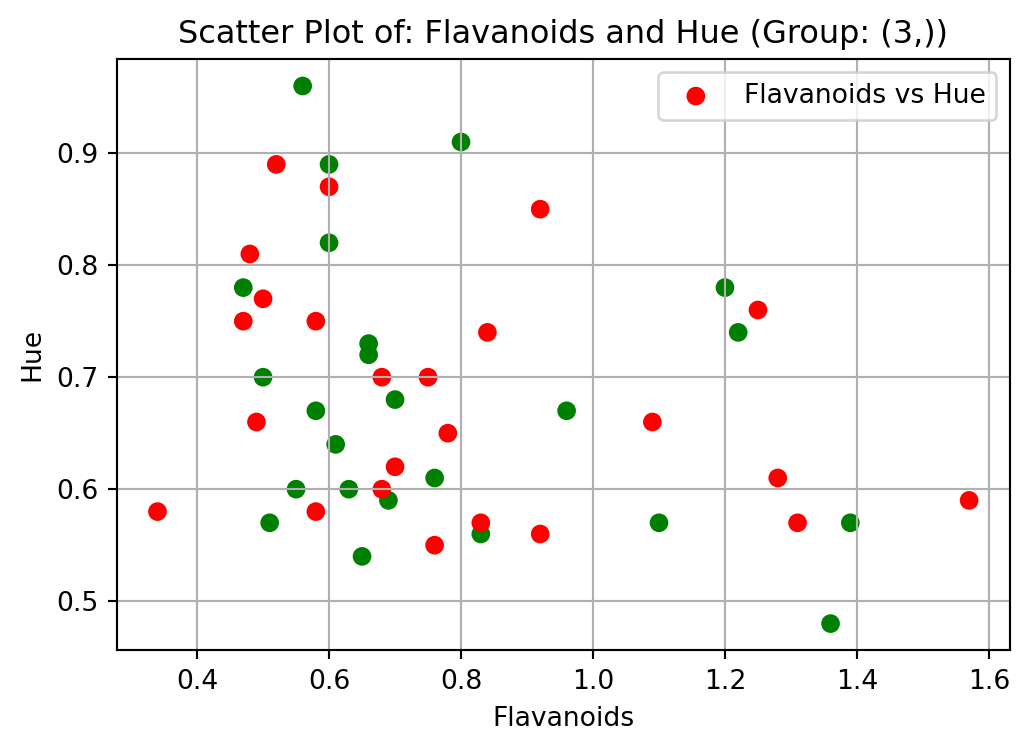 Scatter Plot of: Flavanoids and Hue (Group: (3,))
Flavanoids vs Hue
0.9
0.8
0.7
0.6
0.5
Hue
0.4 0.6 0.8 1.0 1.2 1.4 1.6
Flavanoids